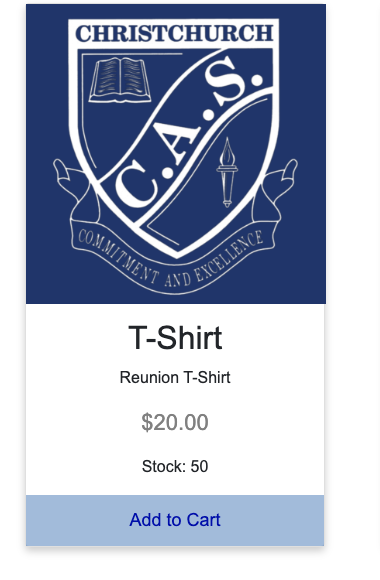 CHRISTCHURCH
C.A.S.
COMMITMENT AND EXCELLENCE
T-Shirt
Reunion T-Shirt
$20.00
Stock: 50
Add to Cart